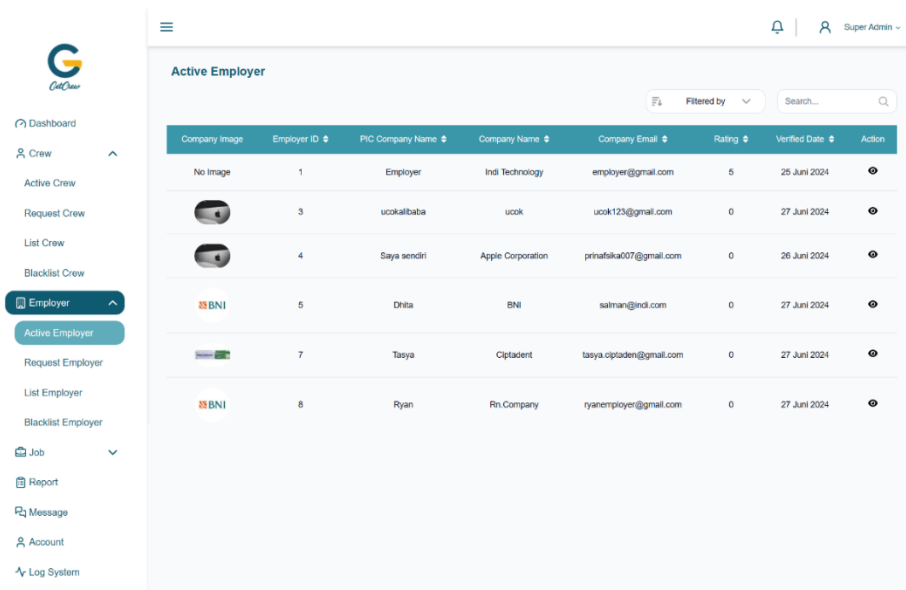 GetCrew
Dashboard
Crew
Active Crew
Request Crew
List Crew
Blacklist Crew
Employer
Active Employer
Request Employer
List Employer
Blacklist Employer
Job
Report
Message
Account
Log System
Super Admin
Active Employer
Filtered by
Search...
Company Image Employer ID PIC Company Name Company Name Company Email Rating Verified Date Action
No Image 1 Employer Indi Technology employer@gmail.com 5 25 Juni 2024
3 ucokalibaba ucok ucok123@gmail.com 0 27 Juni 2024
4 Saya sendiri Apple Corporation prinafsika007@gmail.com 0 26 Juni 2024
BNI 5 Dhita BNI salman@indi.com 0 27 Juni 2024
7 Tasya Ciptadent tasya.ciptaden@gmail.com 0 27 Juni 2024
BNI 8 Ryan Rn.Company ryanemployer@gmail.com 0 27 Juni 2024